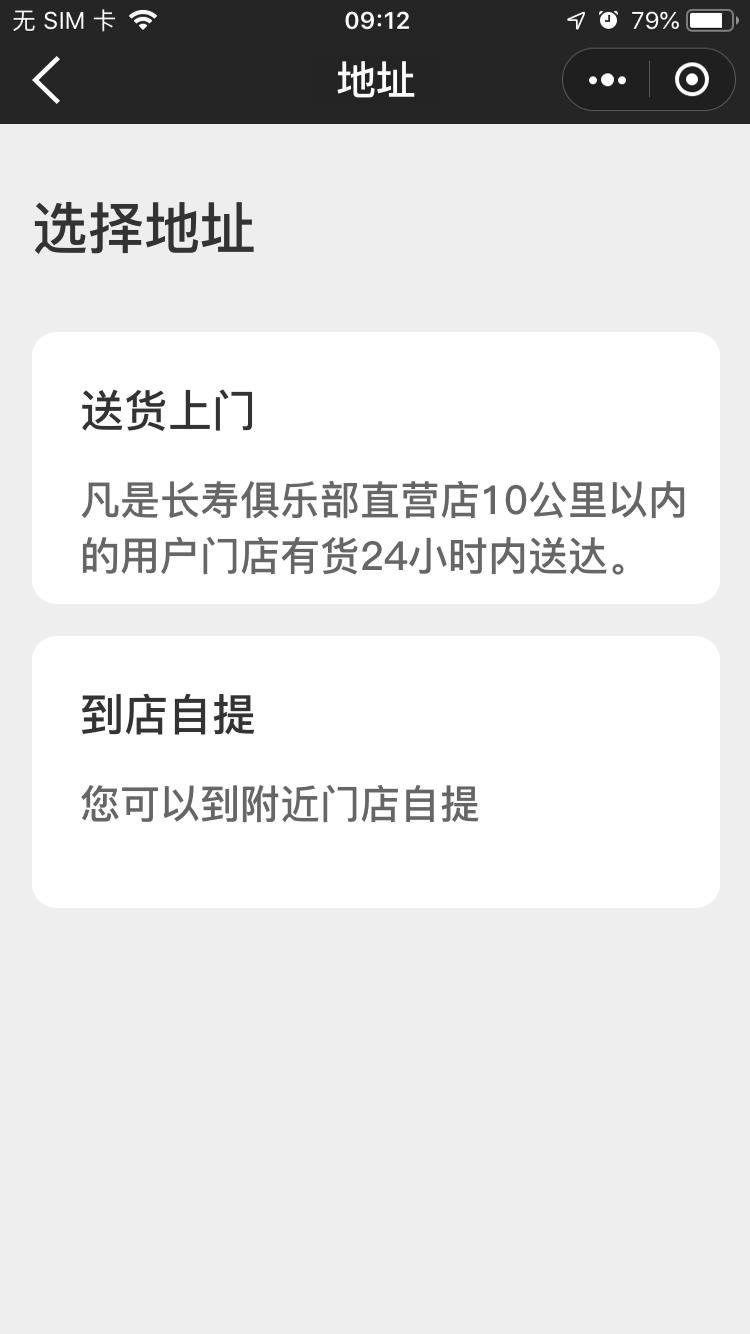 无 SIM 卡 09:12 79%
地址
选择地址
送货上门
凡是长寿俱乐部直营店10公里以内
的用户门店有货24小时内送达。
到店自提
您可以到附近门店自提